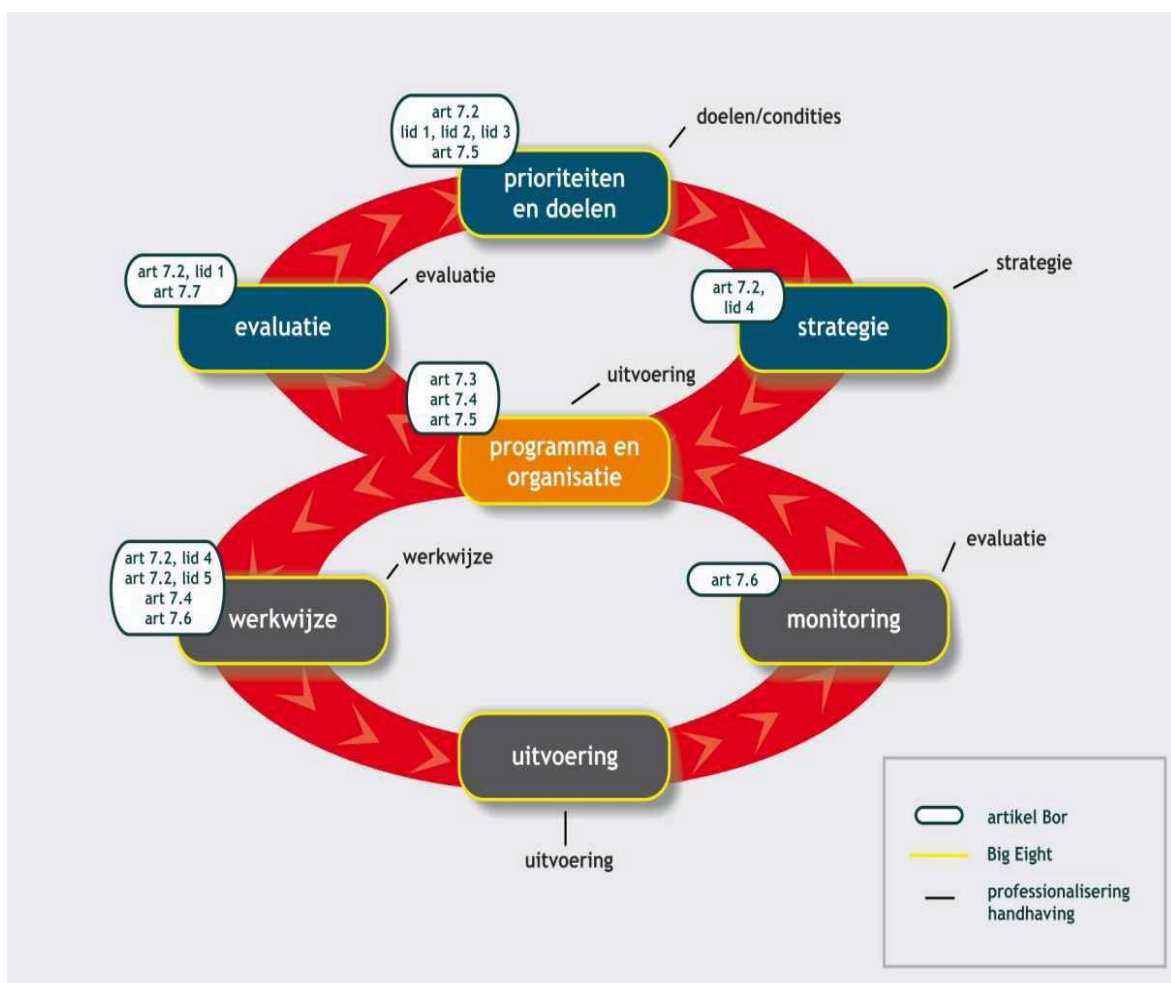 art 7.2
lid 1, lid 2, lid 3
art 7.5
doelen/condities
prioriteiten
en doelen
art 7.2, lid 1
art 7.7
evaluatie
evaluatie
art 7.2,
lid 4
strategie
strategie
art 7.3
art 7.4
art 7.5
uitvoering
programma en
organisatie
art 7.2, lid 4
art 7.2, lid 5
art 7.4
art 7.6
werkwijze
werkwijze
art 7.6
evaluatie
monitoring
uitvoering
uitvoering
artikel Bor
Big Eight
professionalisering
handhaving